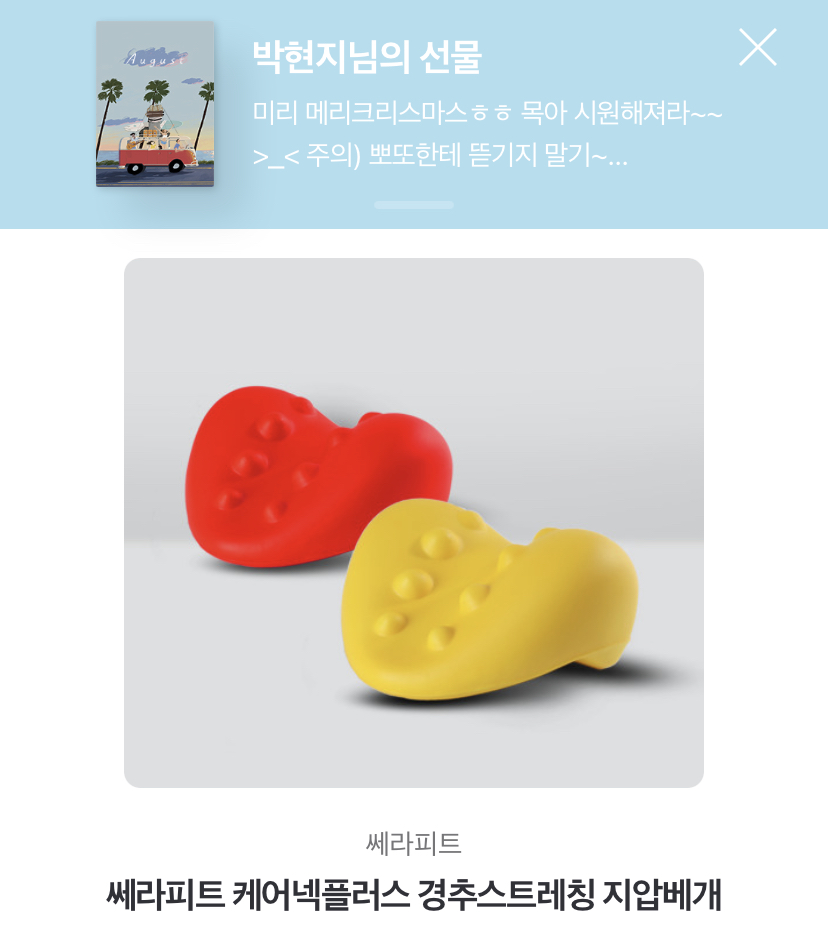 August
박현지님의 선물
미리 메리크리스마스ㅎㅎ 목아 시원해져라~~
>_< 주의) 뽀또한테 뜯기지 말기~...
쎄라피트
쎄라피트 케어넥플러스 경추스트레칭 지압베개